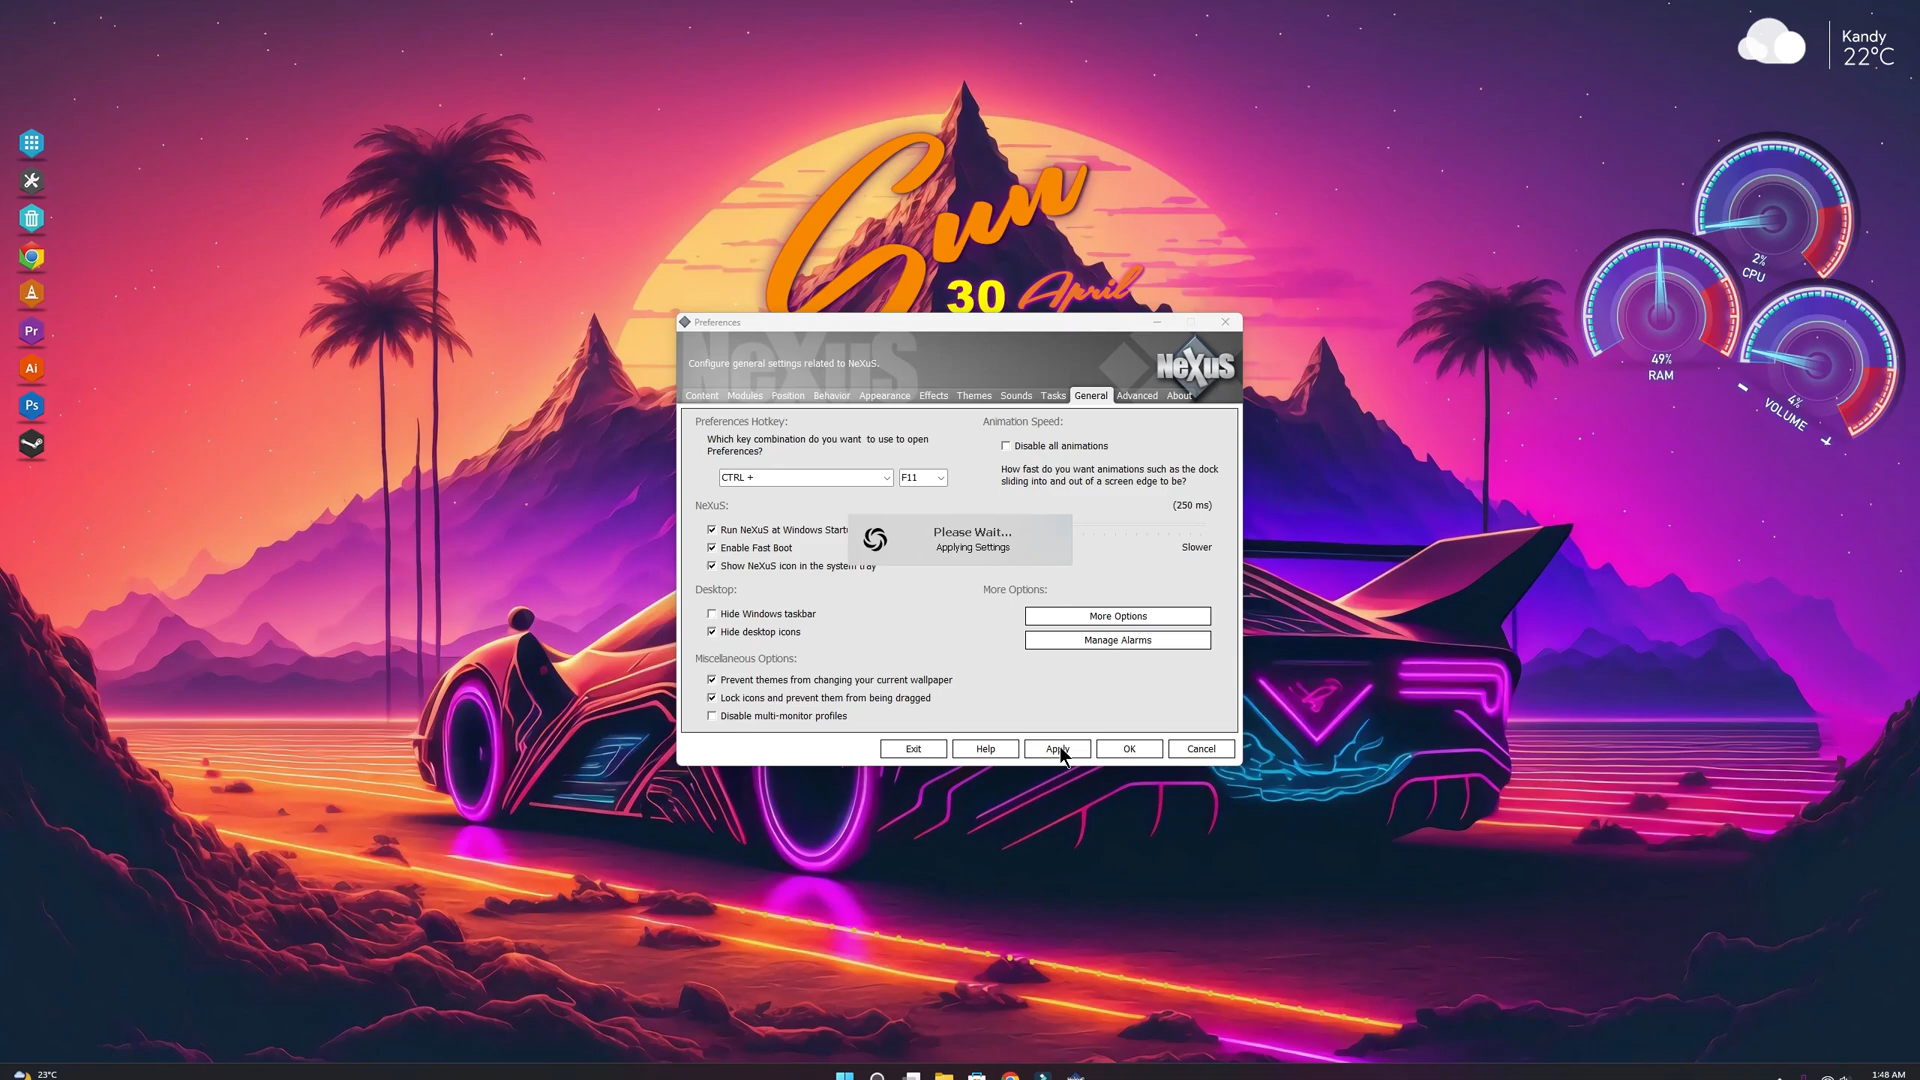 Kandy
22°C
Sun
30 April
2%
CPU
49%
RAM
4%
VOLUME
- +
Pr
Ai
Ps
Preferences
Configure general settings related to NeXuS.
NeXuS
Content Modules Position Behavior Appearance Effects Themes Sounds Tasks General Advanced About
Preferences Hotkey:
Which key combination do you want to use to open
Preferences?
CTRL +
F11
Animation Speed:
Disable all animations
How fast do you want animations such as the dock
sliding into and out of a screen edge to be?
(250 ms)
Slower
NeXuS:
Run NeXuS at Windows
Enable Fast Boot
Show NeXuS icon in the system tray
Please Wait...
Applying Settings
Desktop:
Hide Windows taskbar
Hide desktop icons
More Options:
More Options
Manage Alarms
Miscellaneous Options:
Prevent themes from changing your current wallpaper
Lock icons and prevent them from being dragged
Disable multi-monitor profiles
Exit Help Apply OK Cancel
23°C
1:48 AM